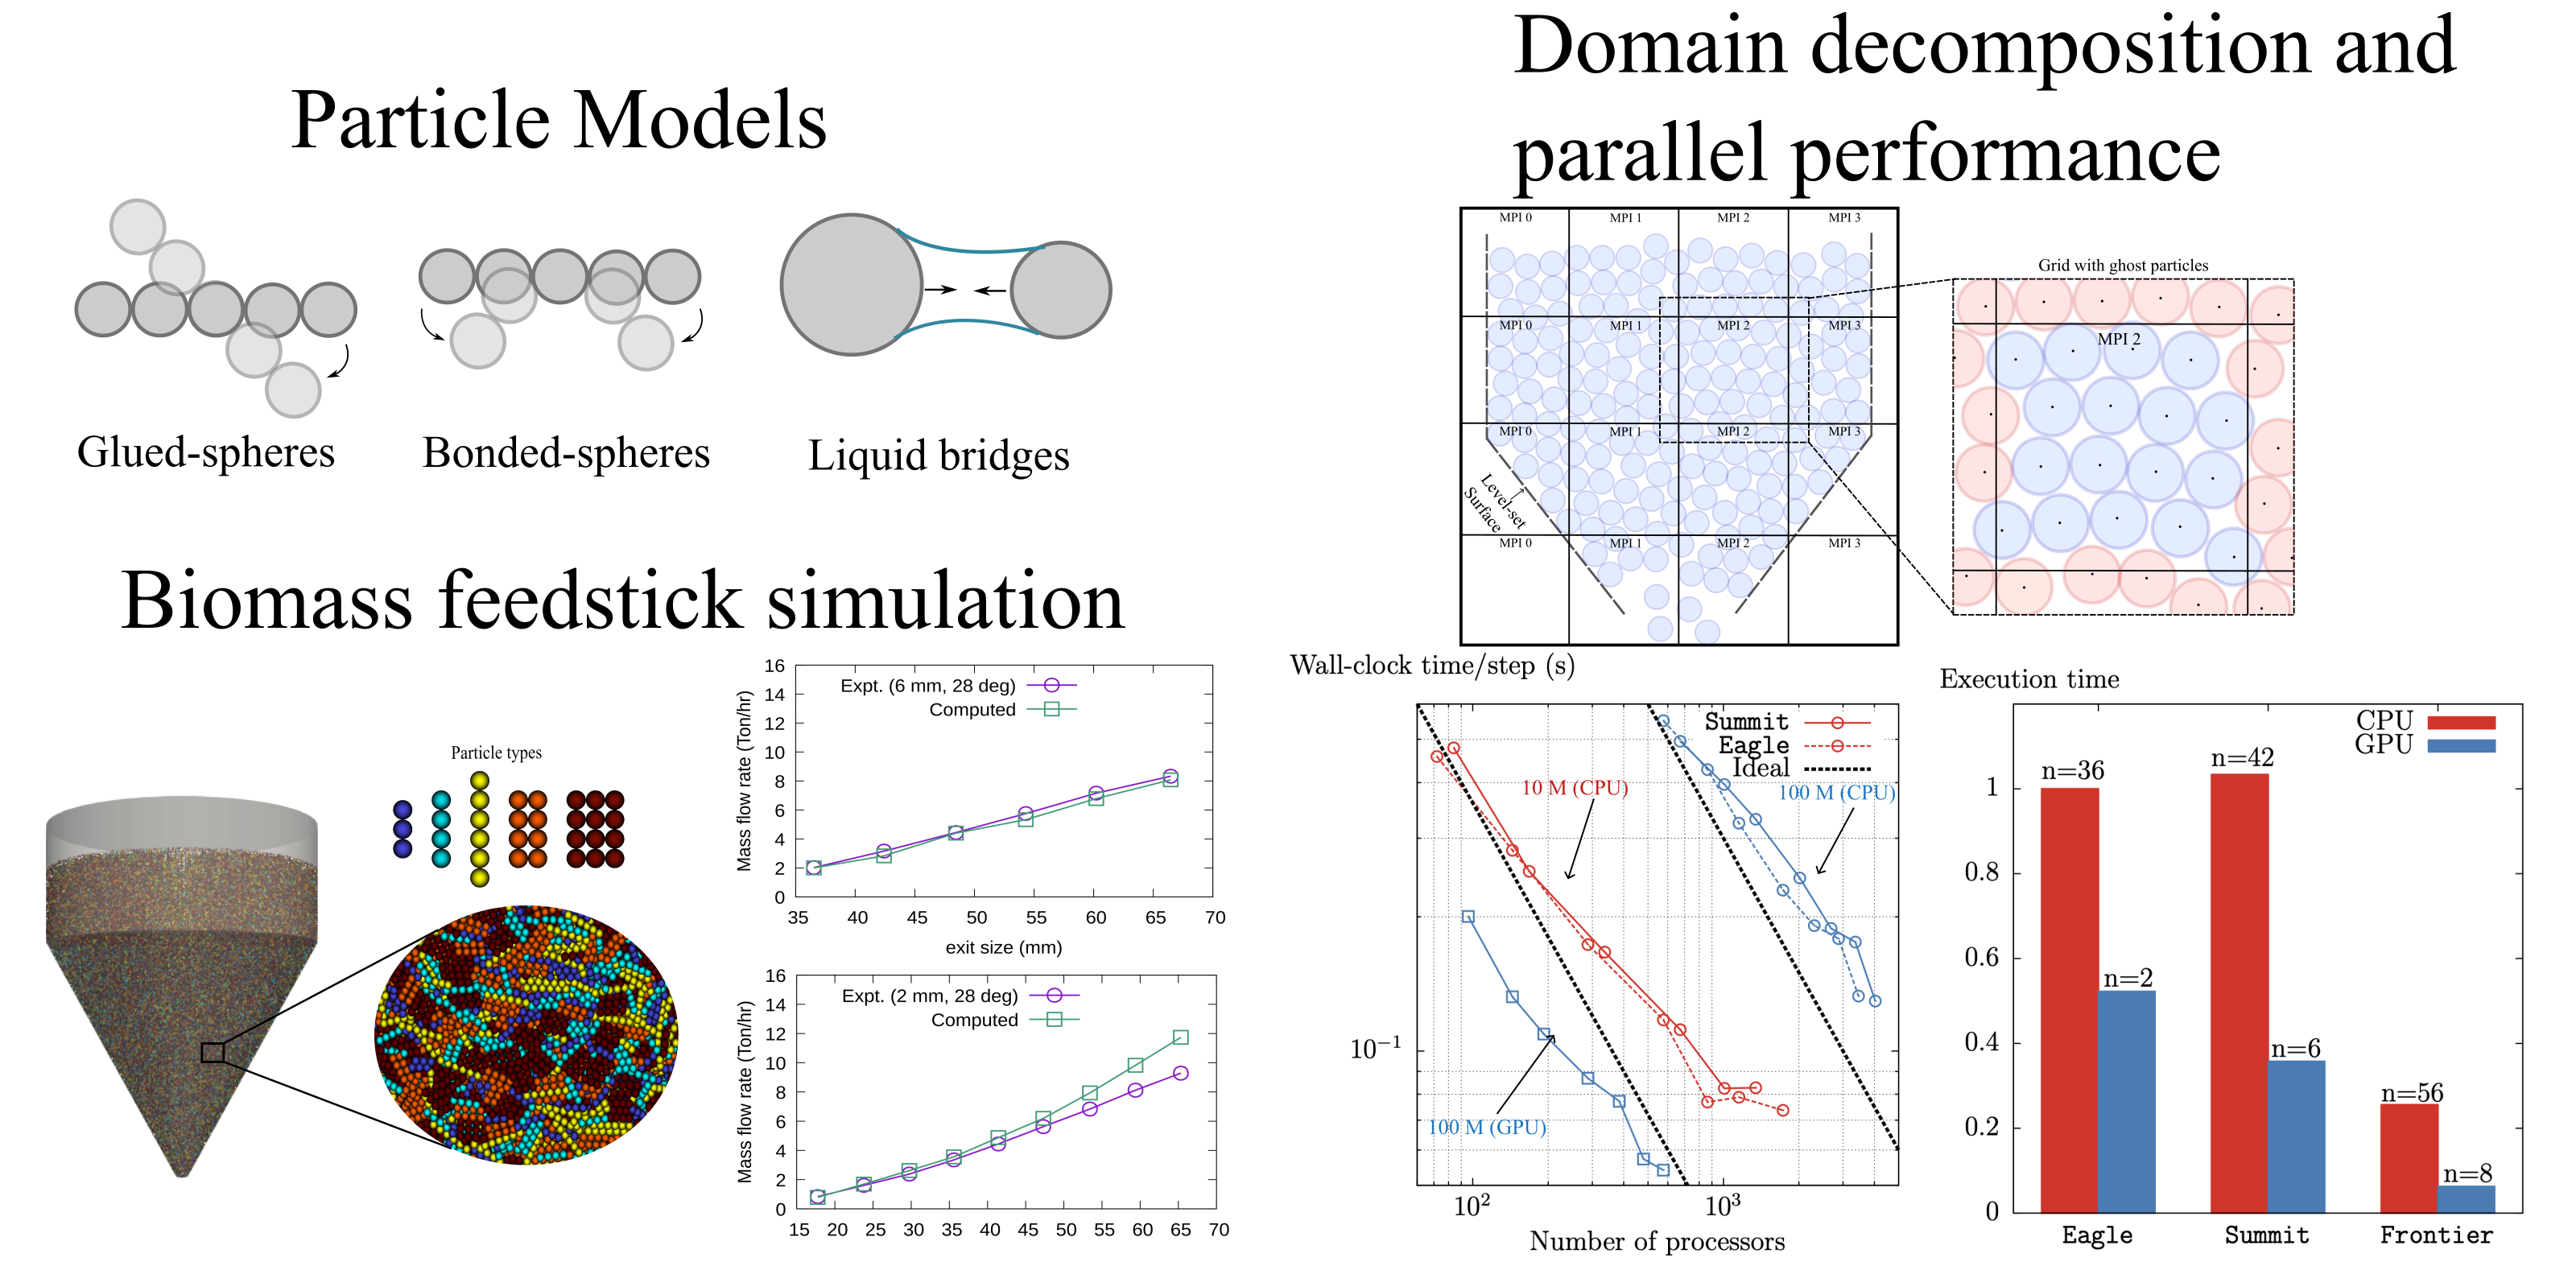 Particle Models
Glued-spheres
Bonded-spheres
Liquid bridges
Biomass feedstick simulation
Particle types
16
14
12
10
8
6
4
2
0
Mass flow rate (Ton/hr)
Expt. (6 mm, 28 deg)
Computed
35 40 45 50 55 60 65 70
exit size (mm)
16
14
12
10
8
6
4
2
0
Mass flow rate (Ton/hr)
Expt. (2 mm, 28 deg)
Computed
15 20 25 30 35 40 45 50 55 60 65 70
Domain decomposition and
parallel performance
MPI 0 MPI 1 MPI 2 MPI 3
MPI 0 MPI 1 MPI 2 MPI 3
MPI 0 MPI 1 MPI 2 MPI 3
MPI 0 MPI 1 MPI 2 MPI 3
Level-set
Surface
Grid with ghost particles
MPI 2
Wall-clock time/step (s)
Summit
Eagle
Ideal
10 M (CPU)
100 M (CPU)
100 M (GPU)
10⁻¹
10² 10³
Number of processors
Execution time
CPU
GPU
n=36
n=2
n=42
n=6
n=56
n=8
1
0.8
0.6
0.4
0.2
0
Eagle Summit Frontier